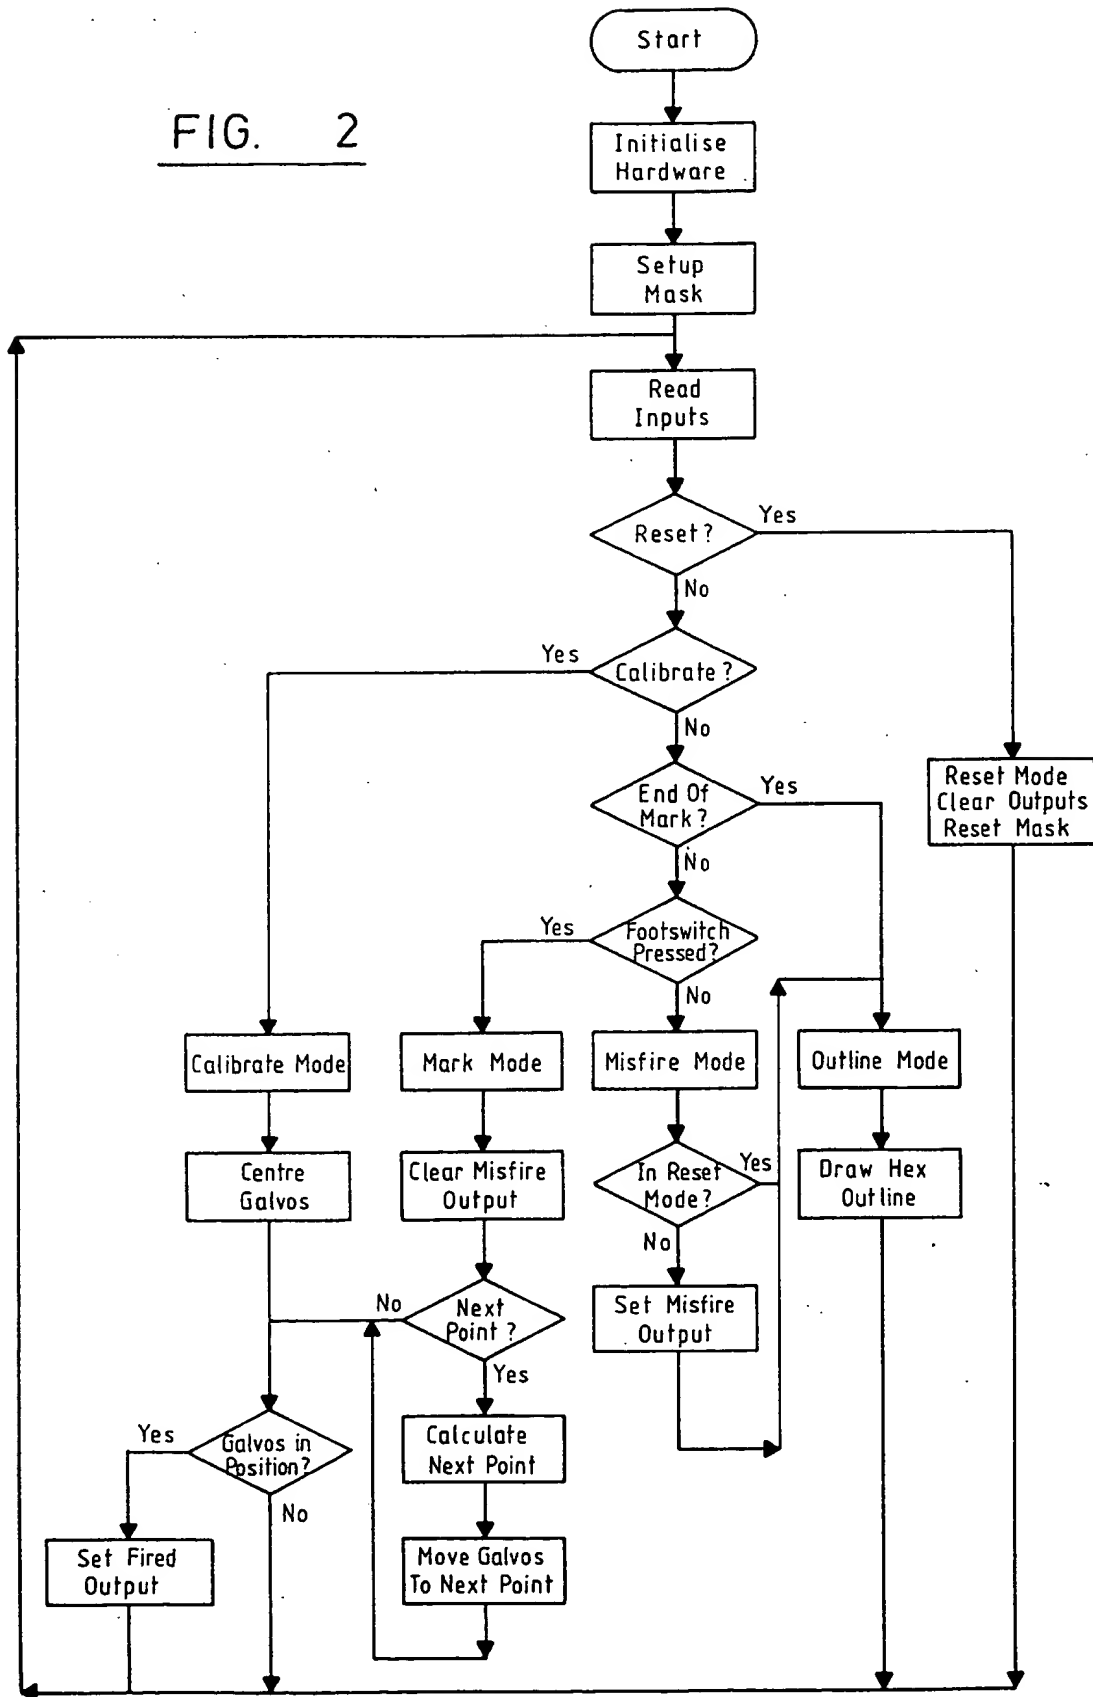 Start
FIG. 2
Initialise
Hardware
Setup
Mask
Read
Inputs
Reset?
Yes
No
Calibrate?
Yes
No
End Of
Mark?
Yes
No
Reset Mode
Clear Outputs
Reset Mask
Footswitch
Pressed?
Yes
No
Calibrate Mode
Mark Mode
Misfire Mode
Outline Mode
Centre
Galvos
Clear Misfire
Output
In Reset
Mode?
Yes
No
Draw Hex
Outline
Next
Point?
No
Yes
Set Misfire
Output
Galvos in
Position?
Yes
No
Calculate
Next Point
Set Fired
Output
Move Galvos
To Next Point